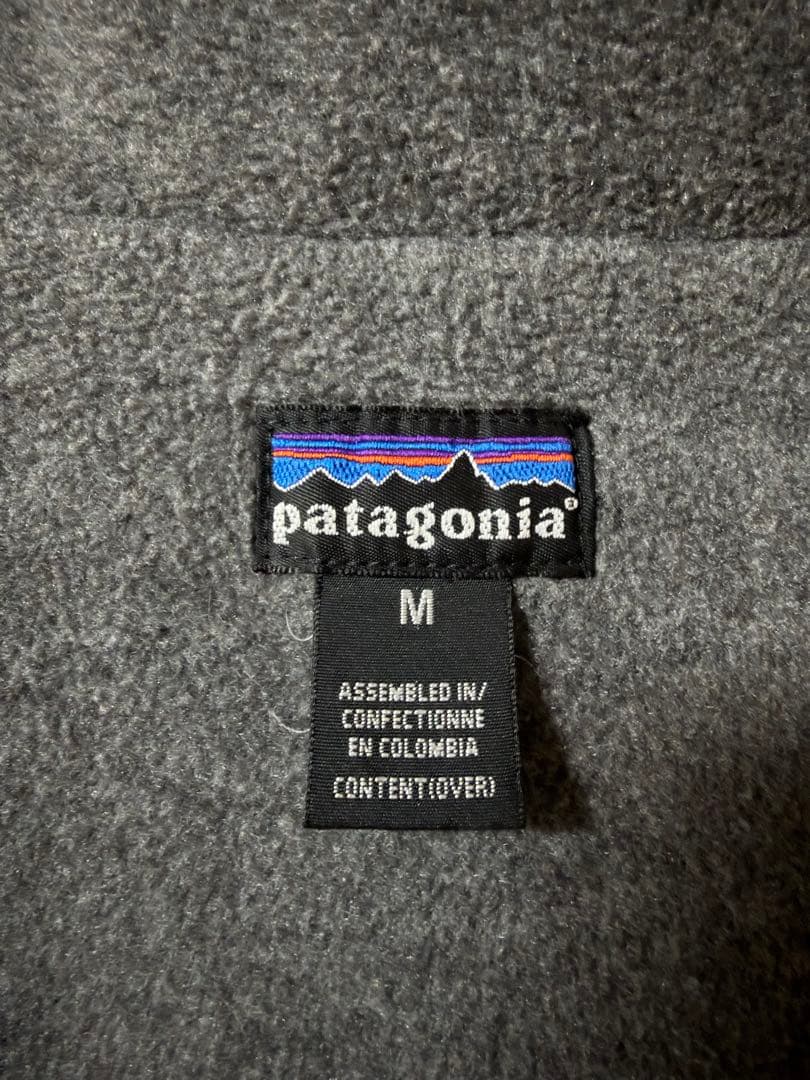 patagonia®
M
ASSEMBLED IN/
CONFECTIONNE
EN COLOMBIA
CONTENT(OVER)